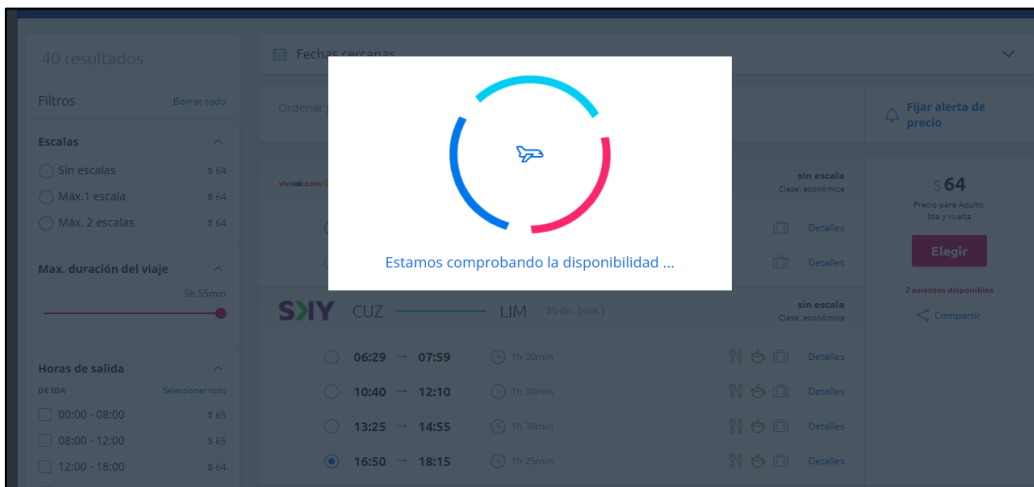 40 resultados
Filtros
Borrar todo
Escalas
Sin escalas $ 64
Máx.1 escala $ 64
Máx. 2 escalas $ 64
Max. duración del viaje
5h 55min
Horas de salida
DE IDA
Seleccionar todo
00:00 - 08:00 $ 65
08:00 - 12:00 $ 65
12:00 - 18:00 $ 64
Fechas cercanas
Ordenar
Fijar alerta de
precio
Estamos comprobando la disponibilidad ...
vivaair.com
sin escala
Clase: económica
Detalles
Detalles
SKY CUZ LIM 25 dic. (mié.)
sin escala
Clase: económica
06:29 → 07:59 1h 30min Detalles
10:40 → 12:10 1h 30min Detalles
13:25 → 14:55 1h 30min Detalles
16:50 → 18:15 1h 25min Detalles
$ 64
Precio para Adulto,
Ida y vuelta
Elegir
2 asientos disponibles
Compartir